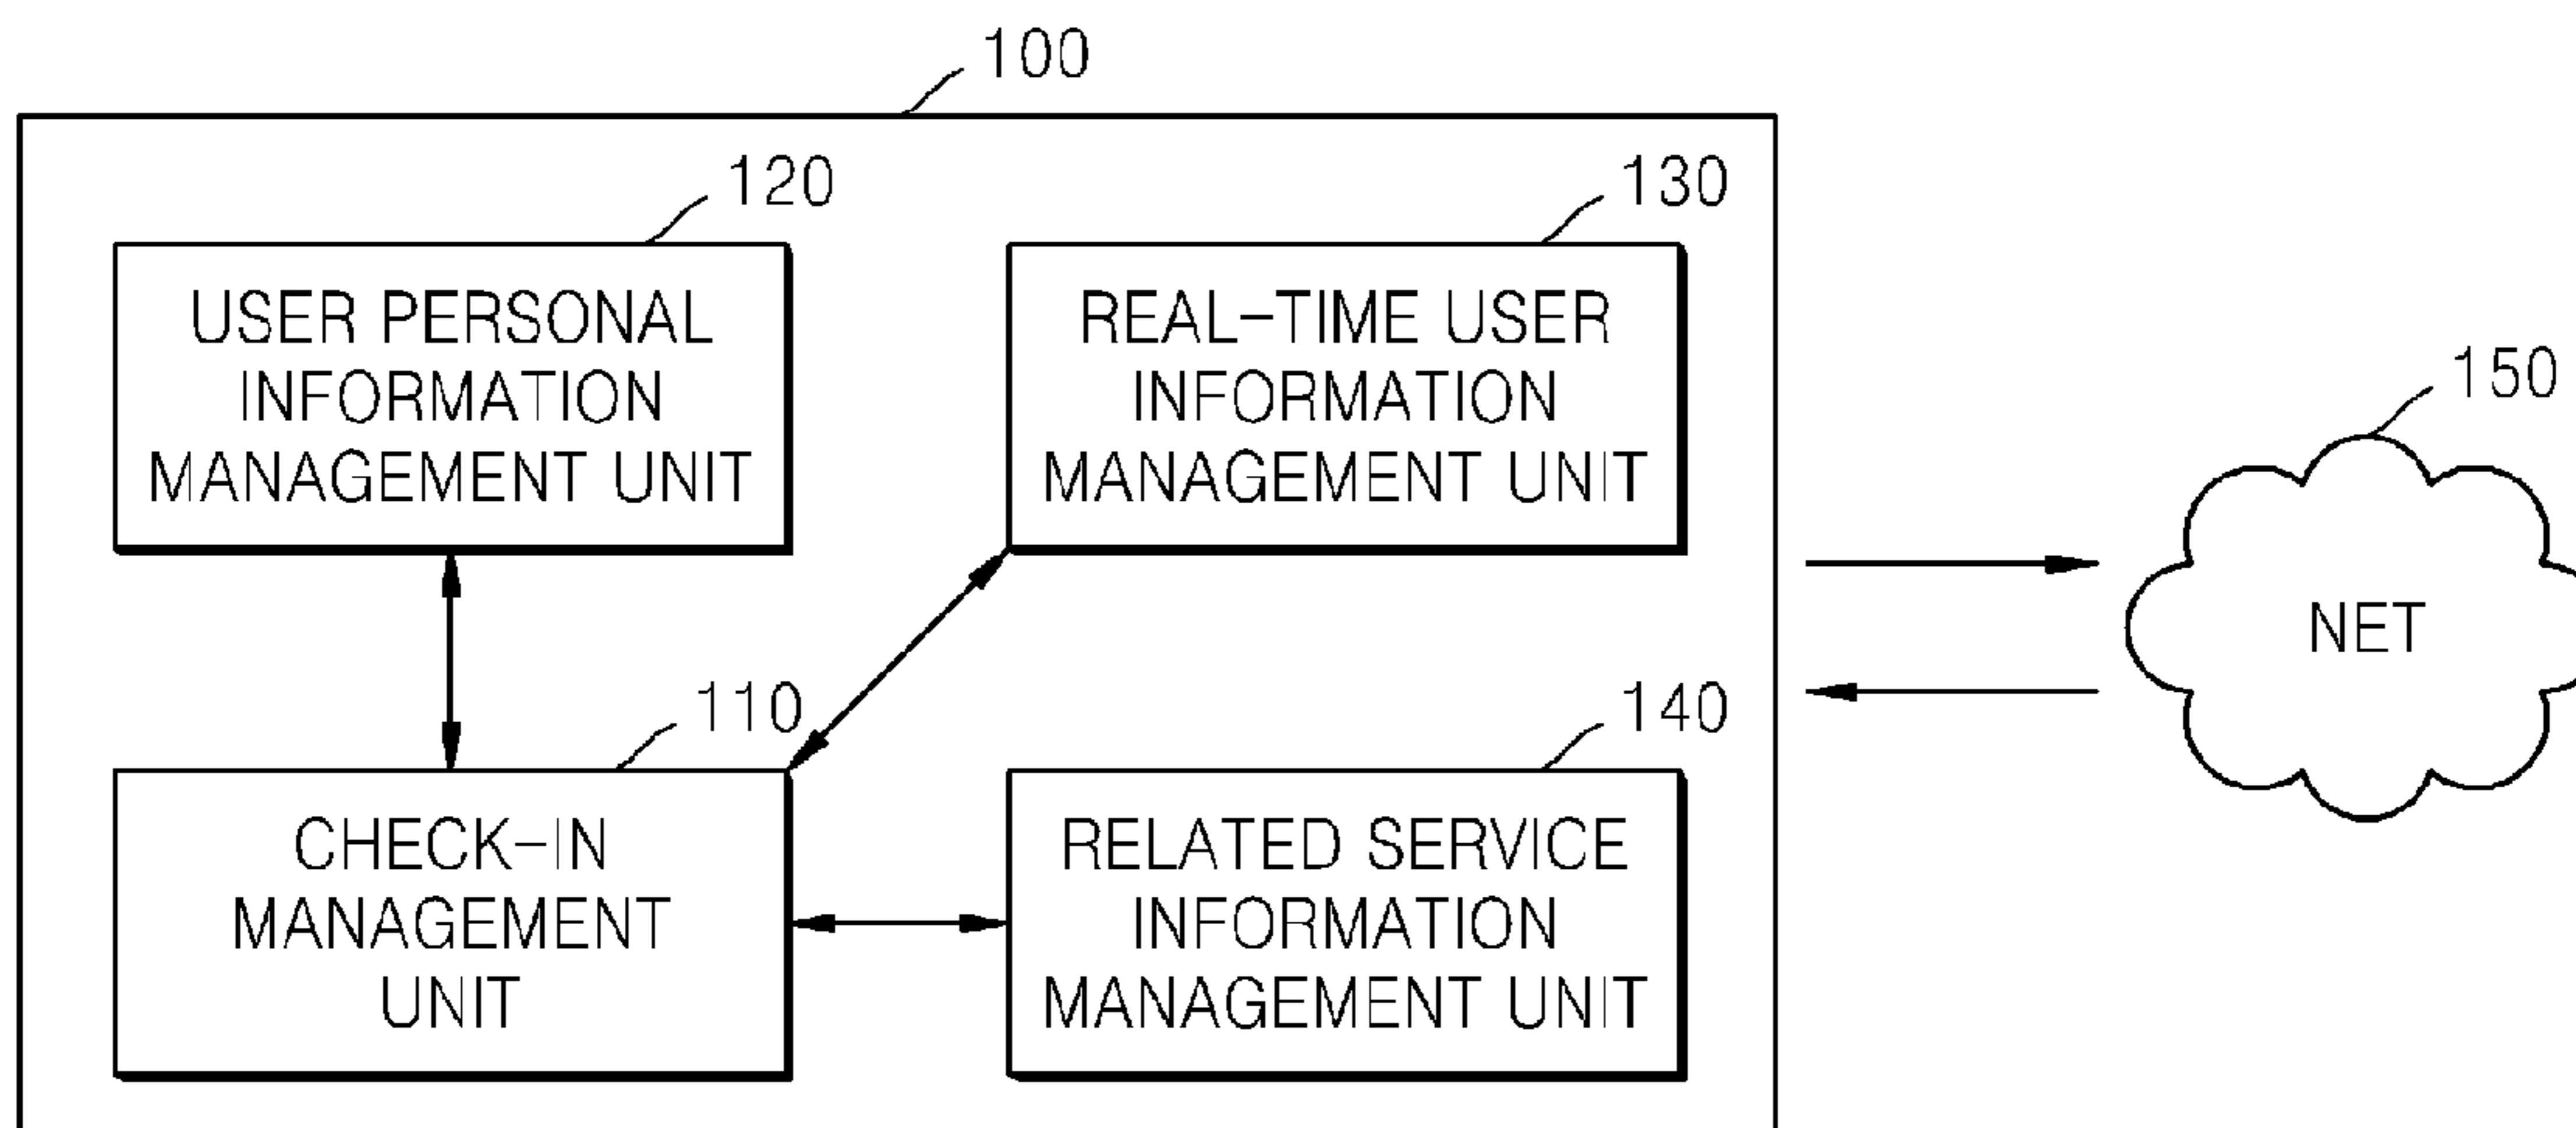 100
120
130
USER PERSONAL
INFORMATION
MANAGEMENT UNIT
REAL-TIME USER
INFORMATION
MANAGEMENT UNIT
150
NET
110
140
CHECK-IN
MANAGEMENT
UNIT
RELATED SERVICE
INFORMATION
MANAGEMENT UNIT